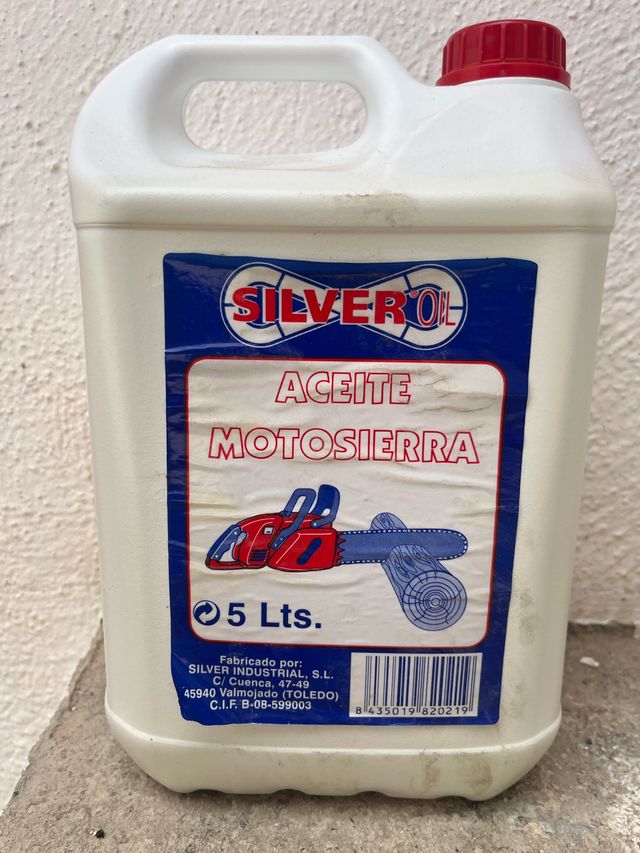 SILVER OIL
ACEITE
MOTOSIERRA
5 Lts.
Fabricado por:
SILVER INDUSTRIAL, S.L.
C/ Cuenca, 47-49
45940 Valmojado (TOLEDO)
C.I.F. B-08-599003
8 435019 820219